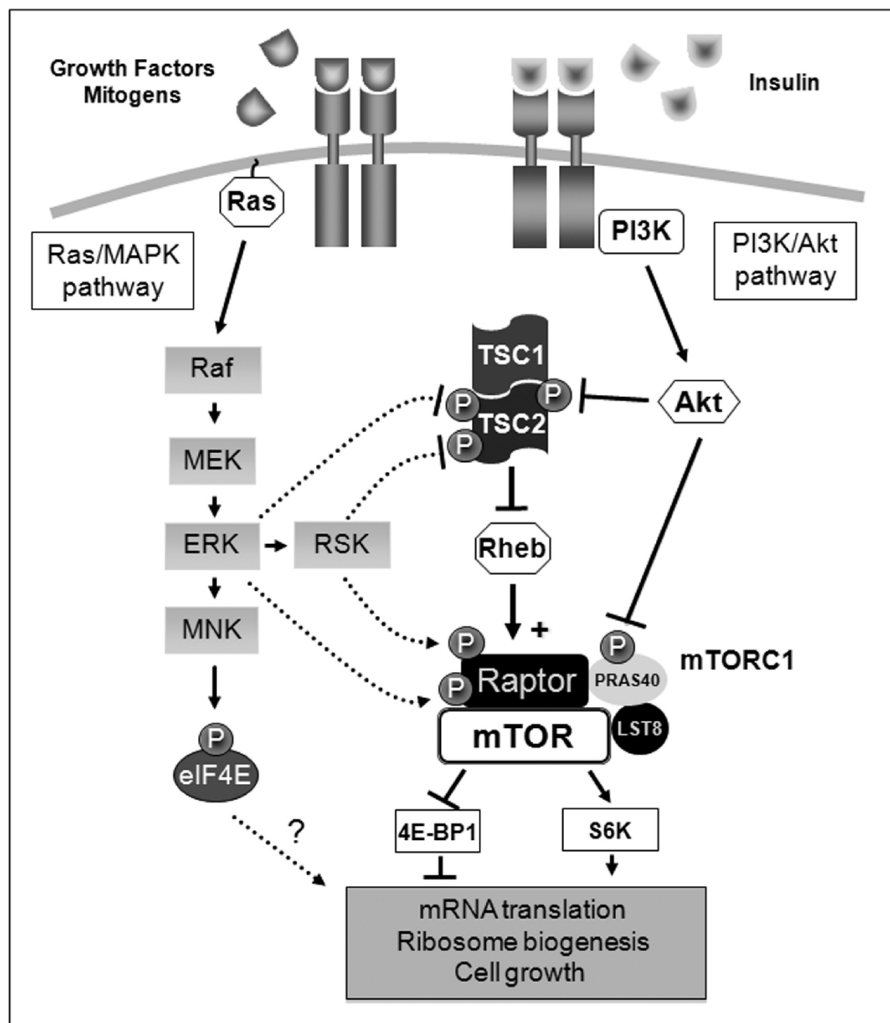 Growth Factors
Mitogens
Insulin
Ras
PI3K
Ras/MAPK
pathway
PI3K/Akt
pathway
TSC1
Raf
P
P
Akt
TSC2
P
MEK
ERK
RSK
Rheb
MNK
+
P
P
mTORC1
Raptor
PRAS40
P
mTOR
LST8
P
eIF4E
?
4E-BP1
S6K
mRNA translation
Ribosome biogenesis
Cell growth